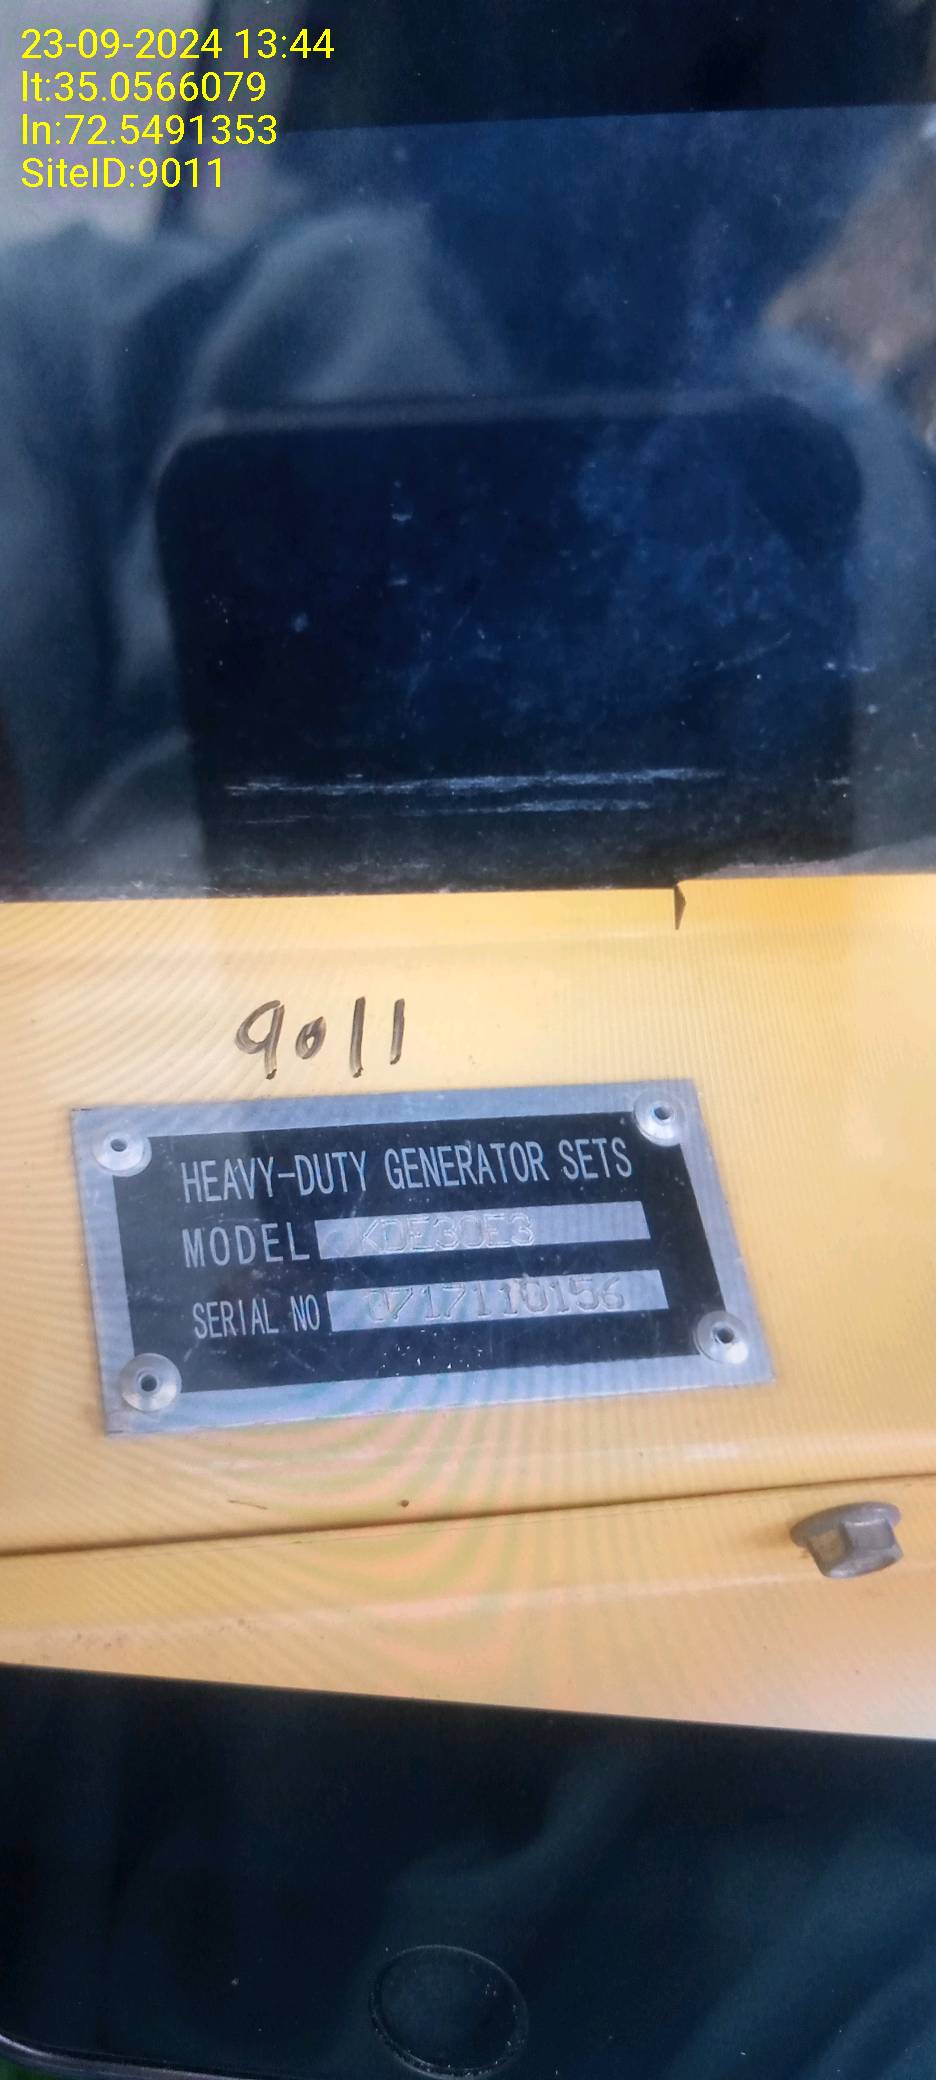 23-09-2024 13:44
lt:35.0566079
ln:72.5491353
SiteID:9011
9011
HEAVY-DUTY GENERATOR SETS
MODEL KDE30E3
SERIAL NO 0717110156